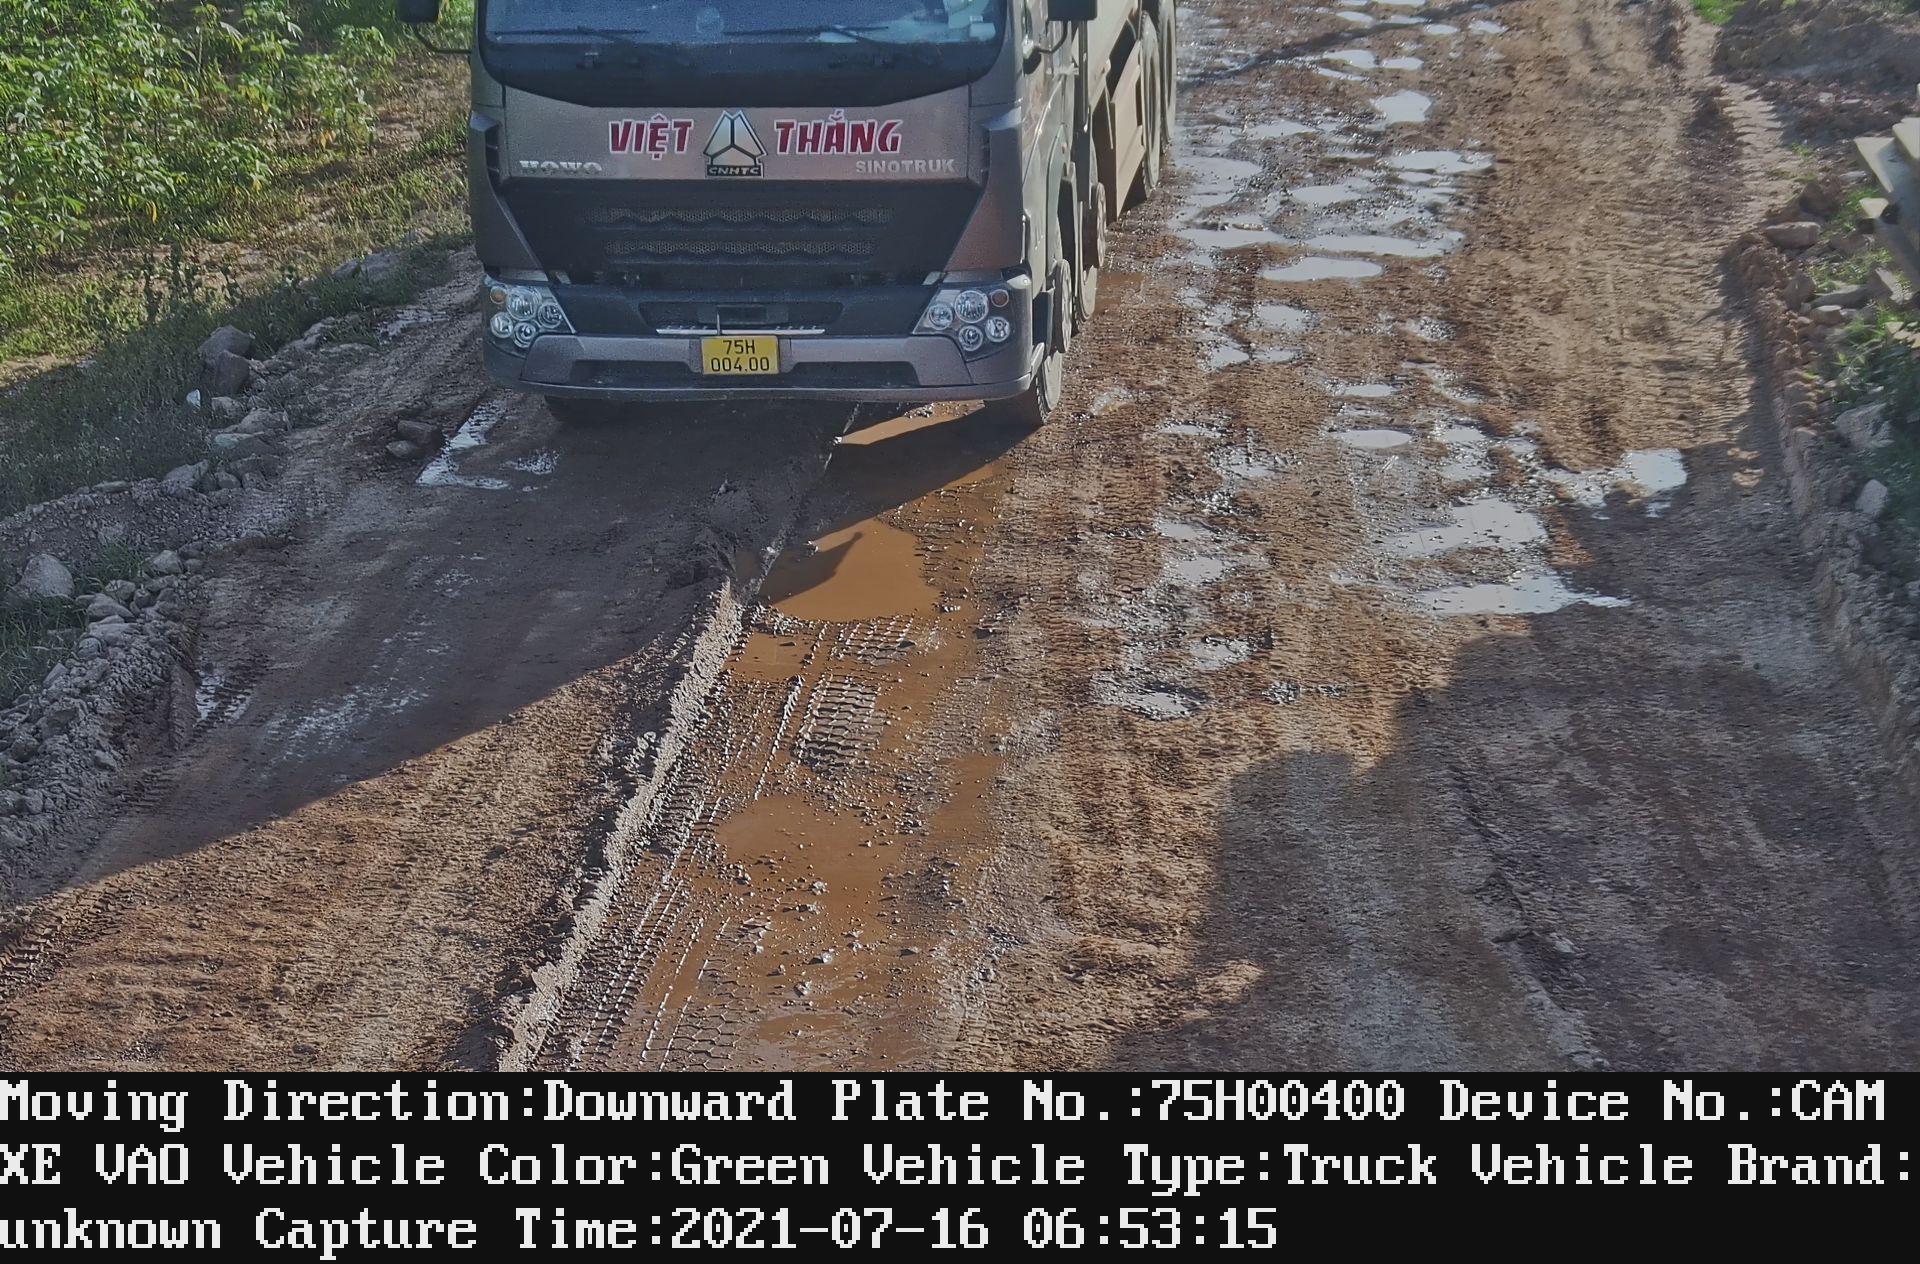 VIỆT THẮNG
HOWO CNHTC SINOTRUK
75H
004.00
Moving Direction:Downward Plate No.:75H00400 Device No.:CAM
XE VAO Vehicle Color:Green Vehicle Type:Truck Vehicle Brand:
unknown Capture Time:2021-07-16 06:53:15